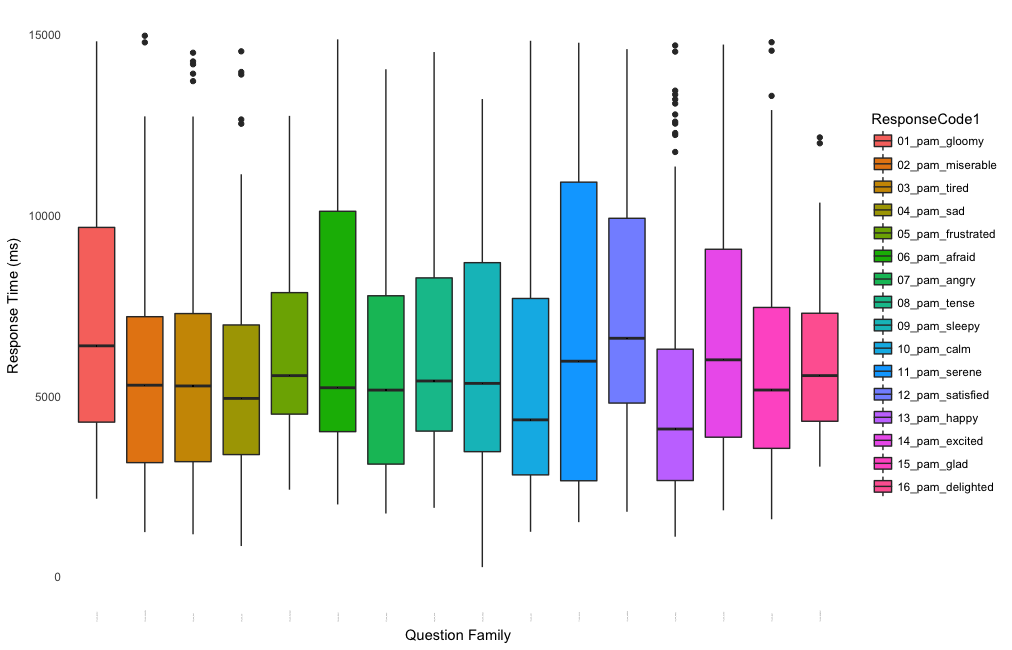 15000
10000
5000
0
Response Time (ms)
Question Family
ResponseCode1
01_pam_gloomy
02_pam_miserable
03_pam_tired
04_pam_sad
05_pam_frustrated
06_pam_afraid
07_pam_angry
08_pam_tense
09_pam_sleepy
10_pam_calm
11_pam_serene
12_pam_satisfied
13_pam_happy
14_pam_excited
15_pam_glad
16_pam_delighted